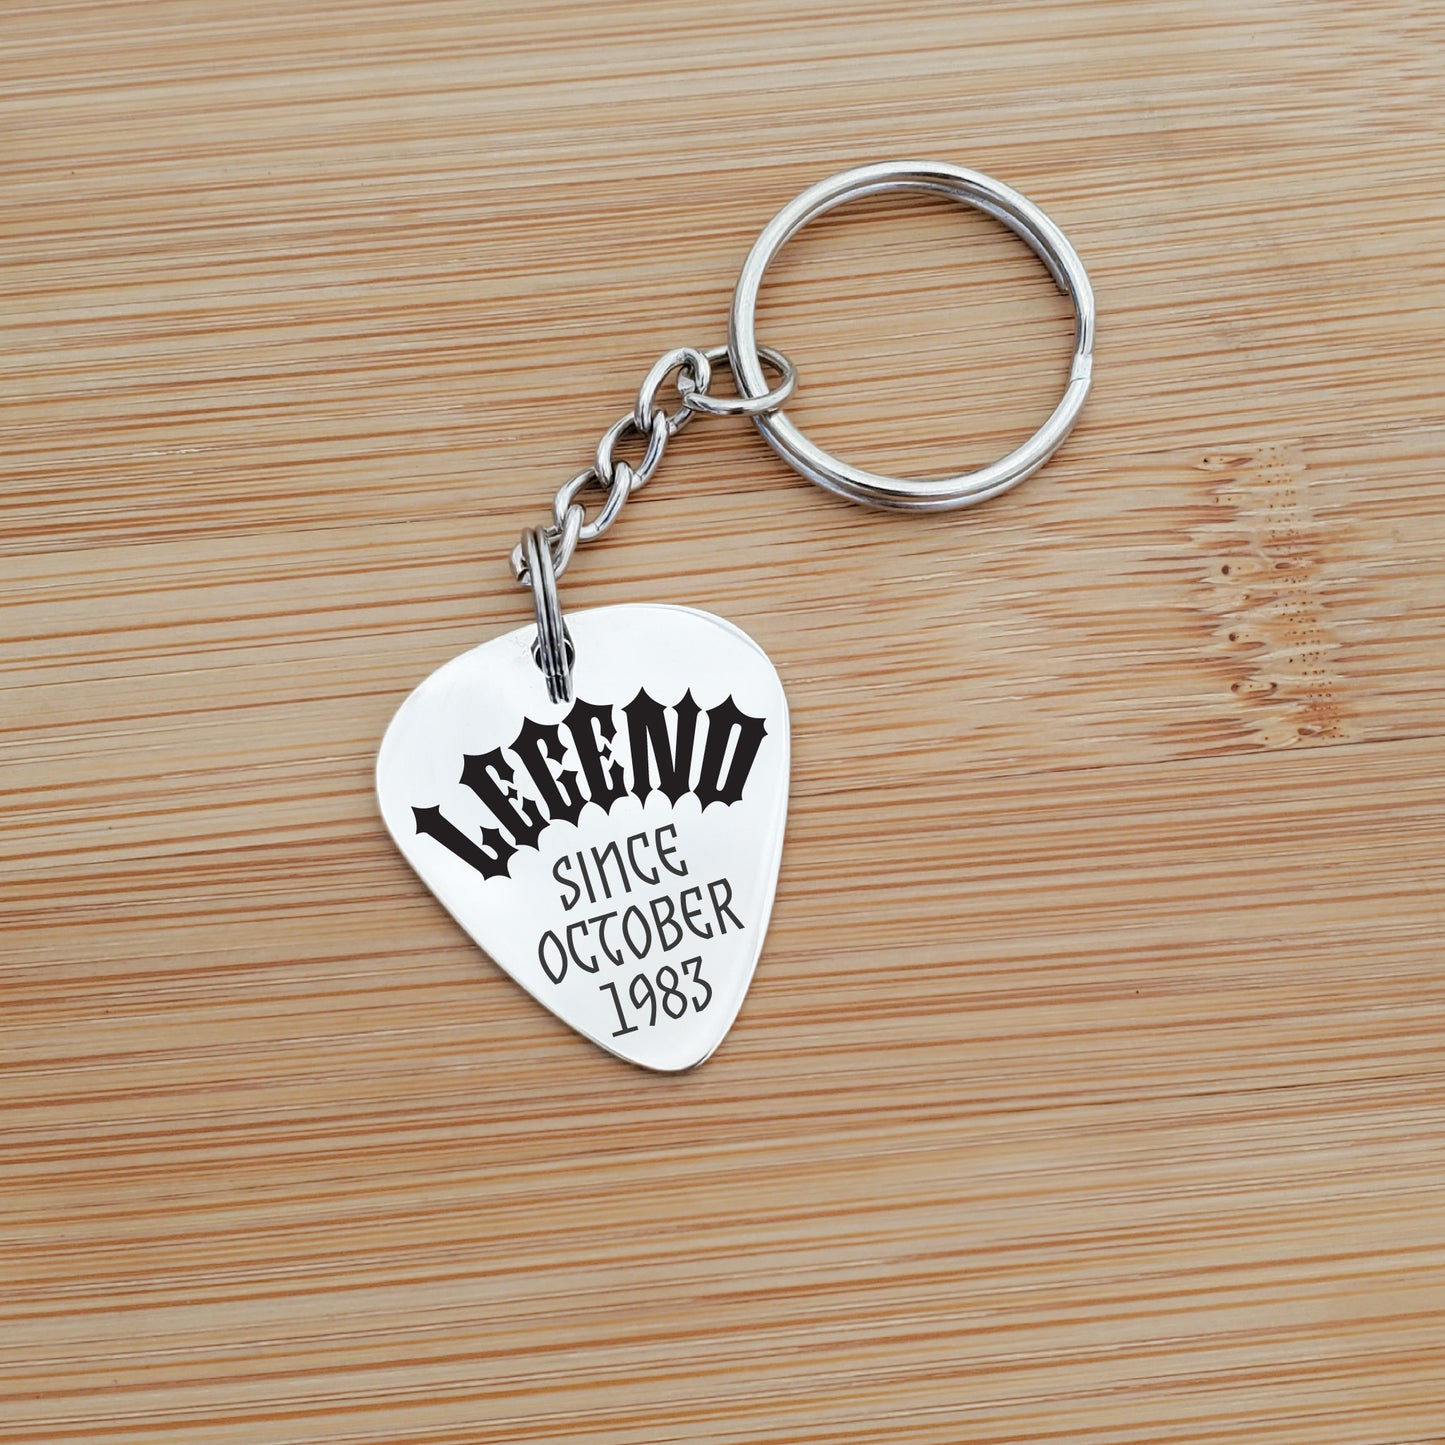 LEGEND
SINCE
OCTOBER
1983